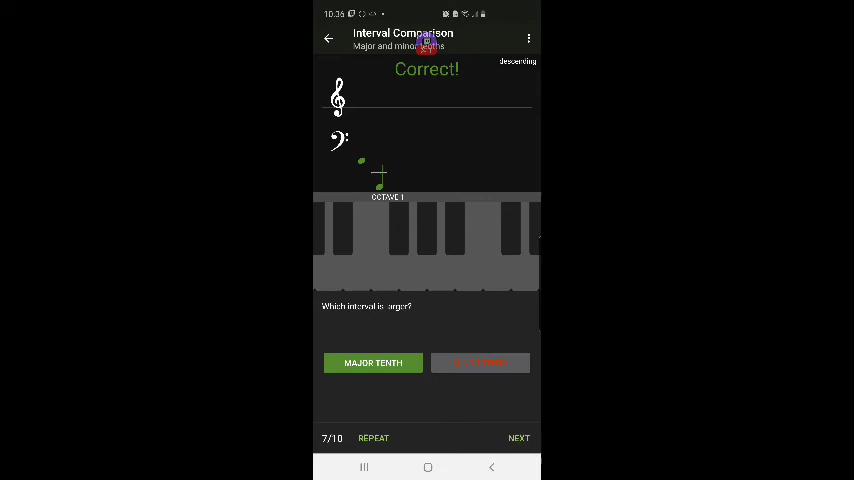 10.36
Interval Comparison
Major and minor tenths
descending
Correct!
OCTAVE 1
Which interval is larger?
MAJOR TENTH
7/10
REPEAT
NEXT